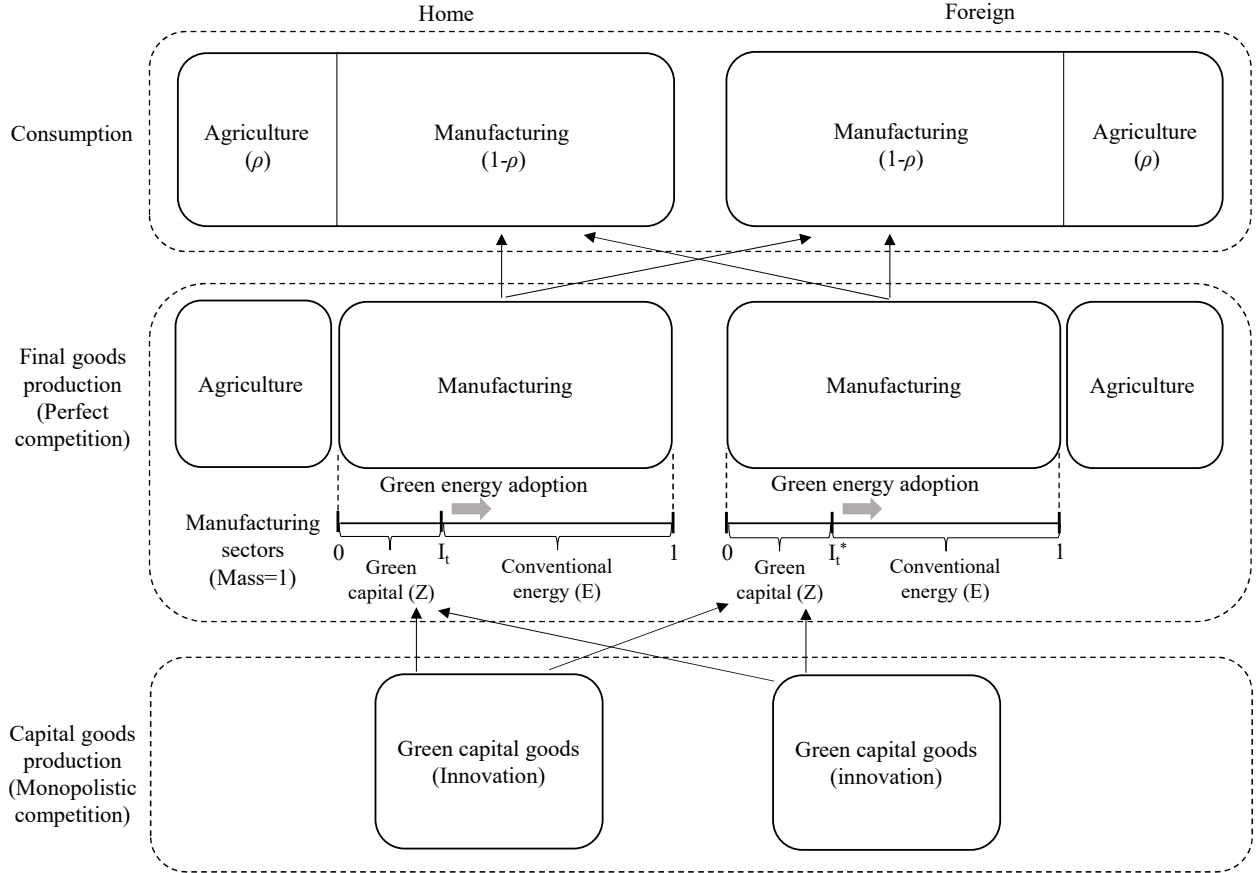 Home
Foreign
Consumption
Agriculture
(ρ)
Manufacturing
(1-ρ)
Manufacturing
(1-ρ)
Agriculture
(ρ)
Final goods
production
(Perfect
competition)
Agriculture
Manufacturing
Manufacturing
Agriculture
Green energy adoption
Green energy adoption
Manufacturing
sectors
(Mass=1)
0
I_t
1
0
I_t^*
1
Green
capital (Z)
Conventional
energy (E)
Green
capital (Z)
Conventional
energy (E)
Capital goods
production
(Monopolistic
competition)
Green capital goods
(Innovation)
Green capital goods
(innovation)